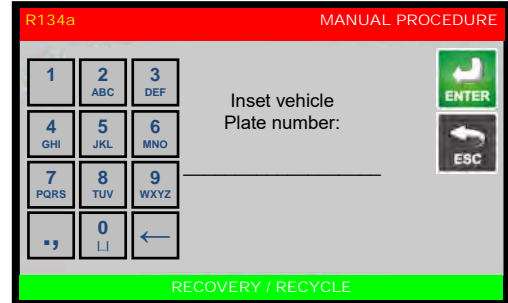 R134a MANUAL PROCEDURE
1 2 3
ABC DEF
ENTER
Inset vehicle
Plate number:
4 5 6
GHI JKL MNO
ESC
7 8 9
PQRS TUV WXYZ
., 0 ←
RECOVERY / RECYCLE